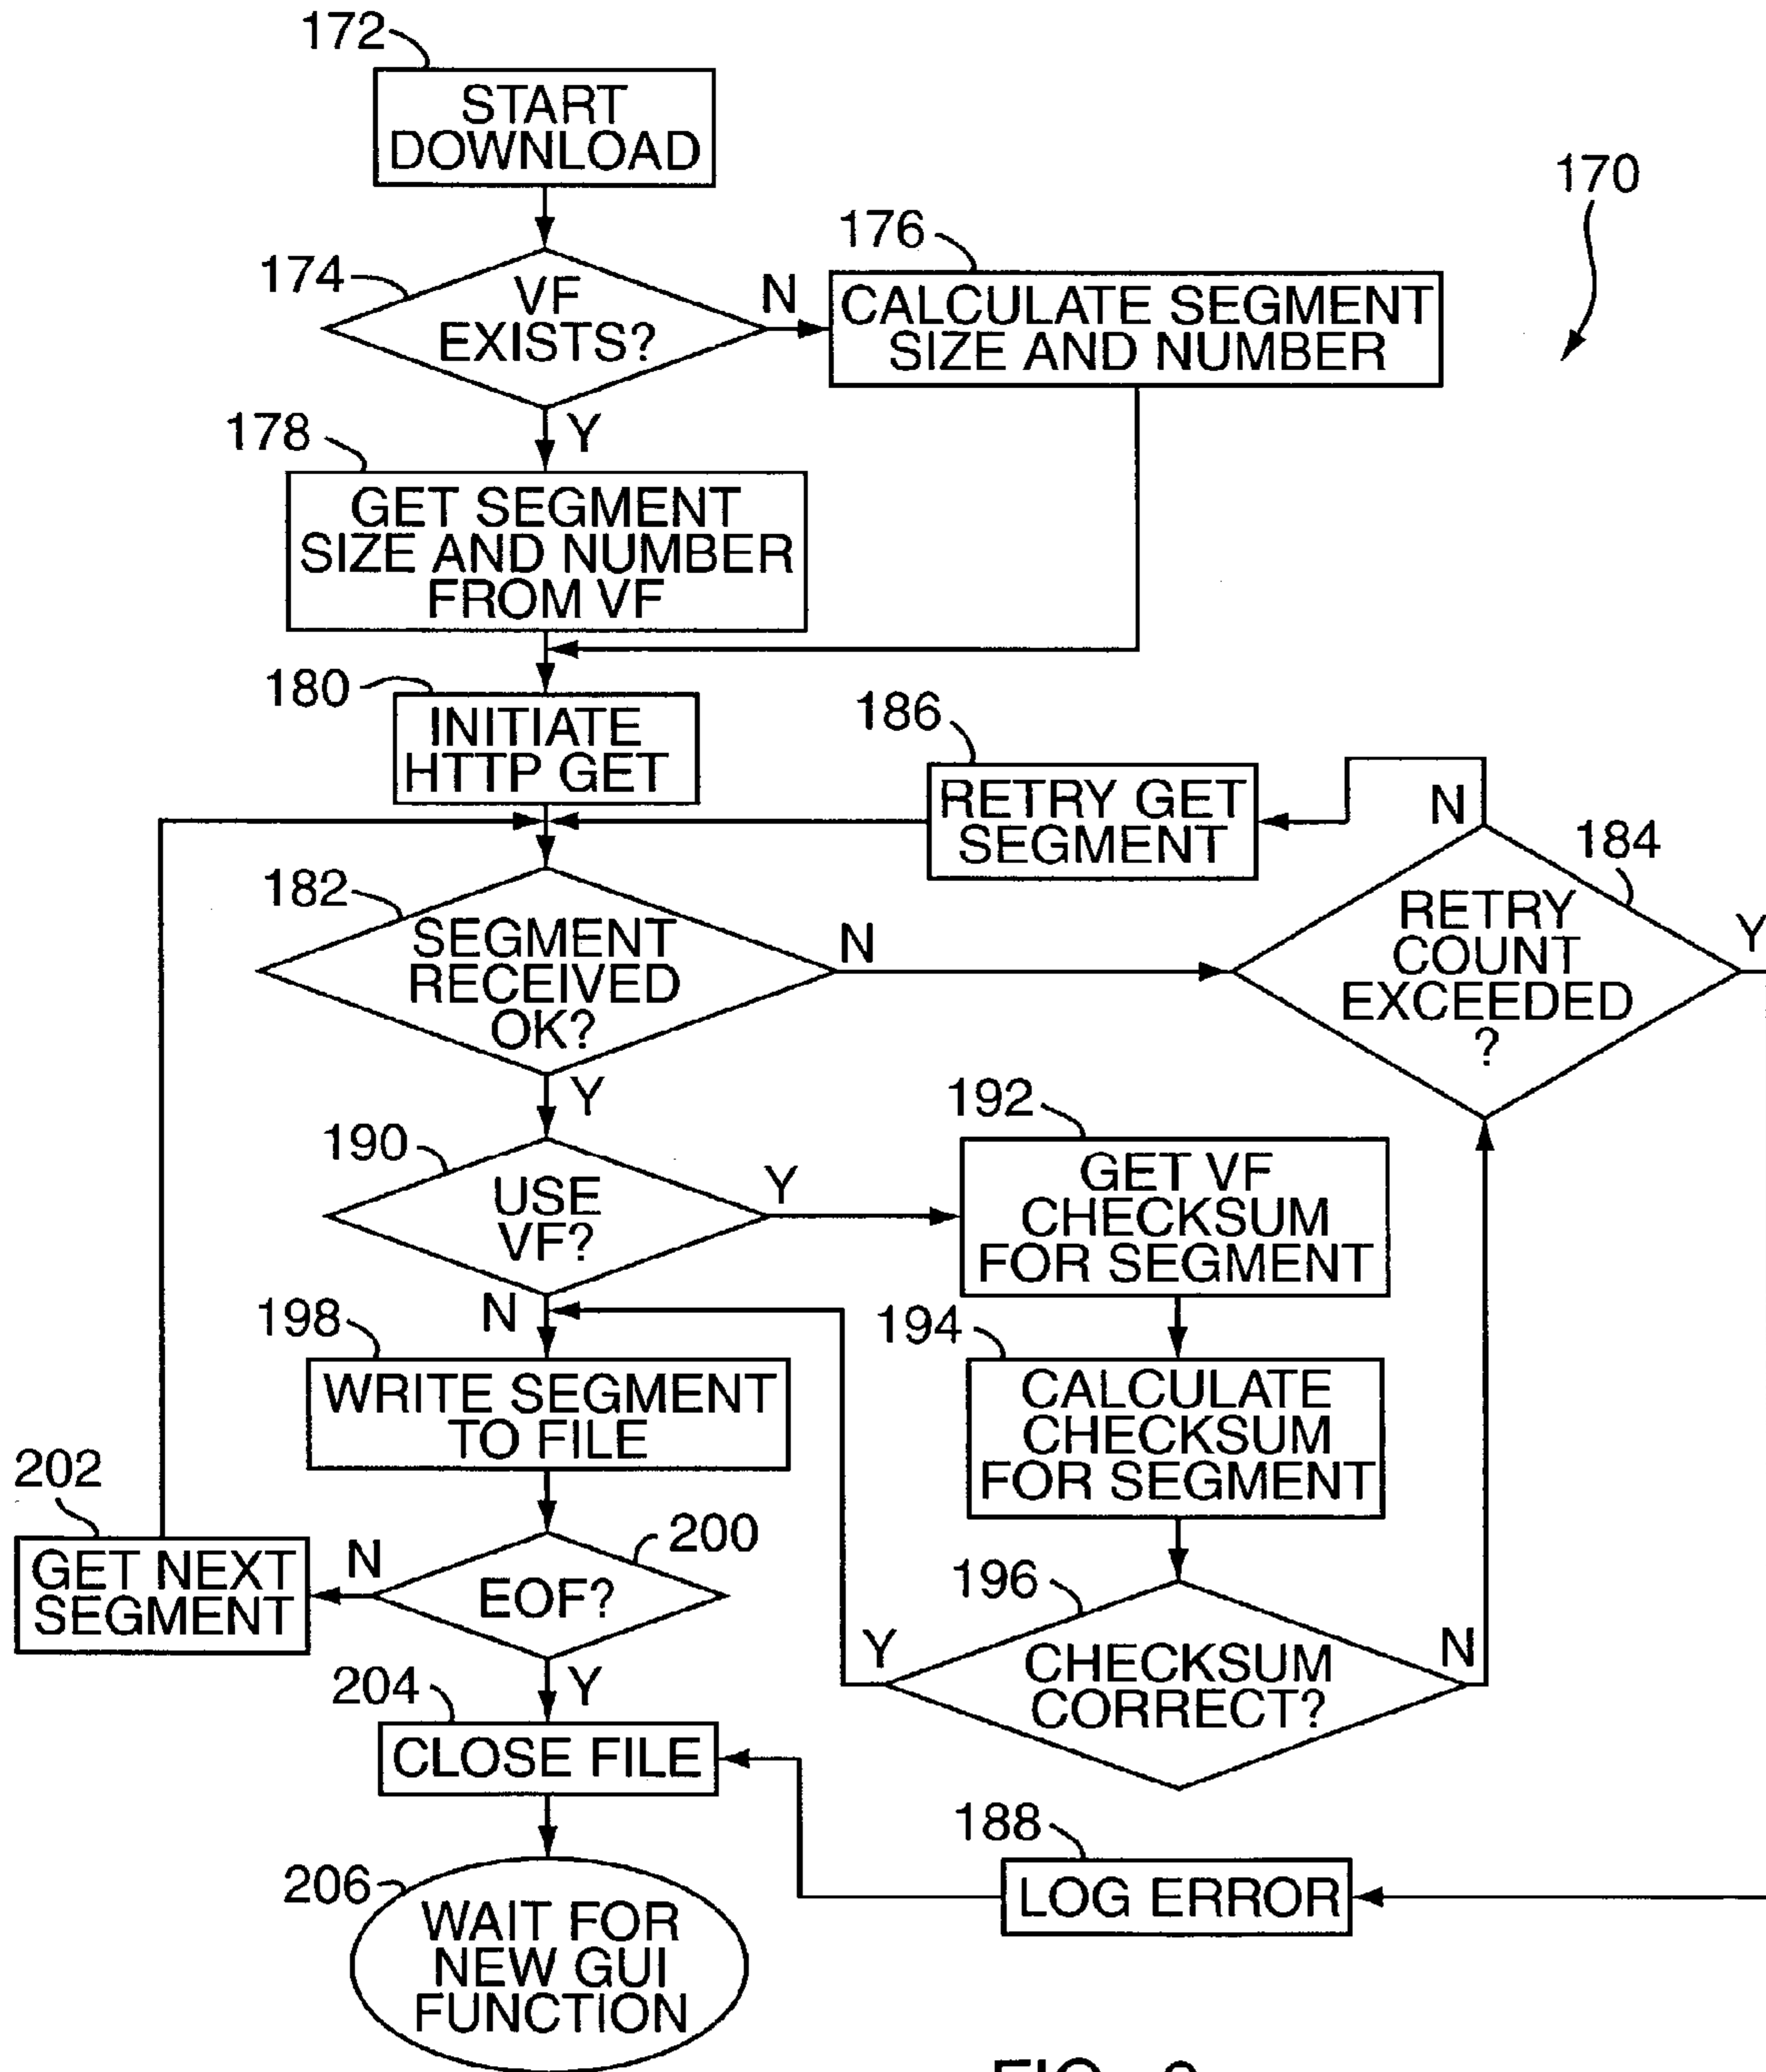 172
START
DOWNLOAD
170
174
VF
EXISTS?
N
176
CALCULATE SEGMENT
SIZE AND NUMBER
Y
178
GET SEGMENT
SIZE AND NUMBER
FROM VF
180
INITIATE
HTTP GET
186
RETRY GET
SEGMENT
N
184
RETRY
COUNT
EXCEEDED
?
Y
182
SEGMENT
RECEIVED
OK?
N
Y
190
USE
VF?
Y
192
GET VF
CHECKSUM
FOR SEGMENT
N
198
WRITE SEGMENT
TO FILE
194
CALCULATE
CHECKSUM
FOR SEGMENT
202
GET NEXT
SEGMENT
N
200
EOF?
196
Y
CHECKSUM
CORRECT?
N
Y
204
CLOSE FILE
188
LOG ERROR
206
WAIT FOR
NEW GUI
FUNCTION
FIG.